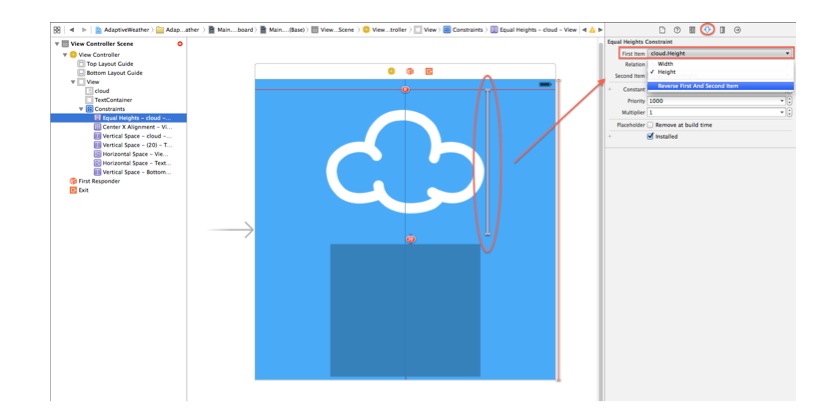 AdaptiveWeather
Adap...ather
Main....board
Main....(Base)
View...Scene
View...troller
View
Constraints
Equal Heights – cloud – View
View Controller Scene
View Controller
Top Layout Guide
Bottom Layout Guide
View
cloud
TextContainer
Constraints
Equal Heights – cloud –...
Center X Alignment – Vi...
Vertical Space – cloud –...
Vertical Space – (20) – T...
Horizontal Space – Vie...
Horizontal Space – Text...
Vertical Space – Bottom...
First Responder
Exit
Equal Heights Constraint
First Item cloud.Height
Width
Relation
✓ Height
Second Item
Reverse First And Second Item
Constant
Priority 1000
Multiplier 1
Placeholder Remove at build time
Installed